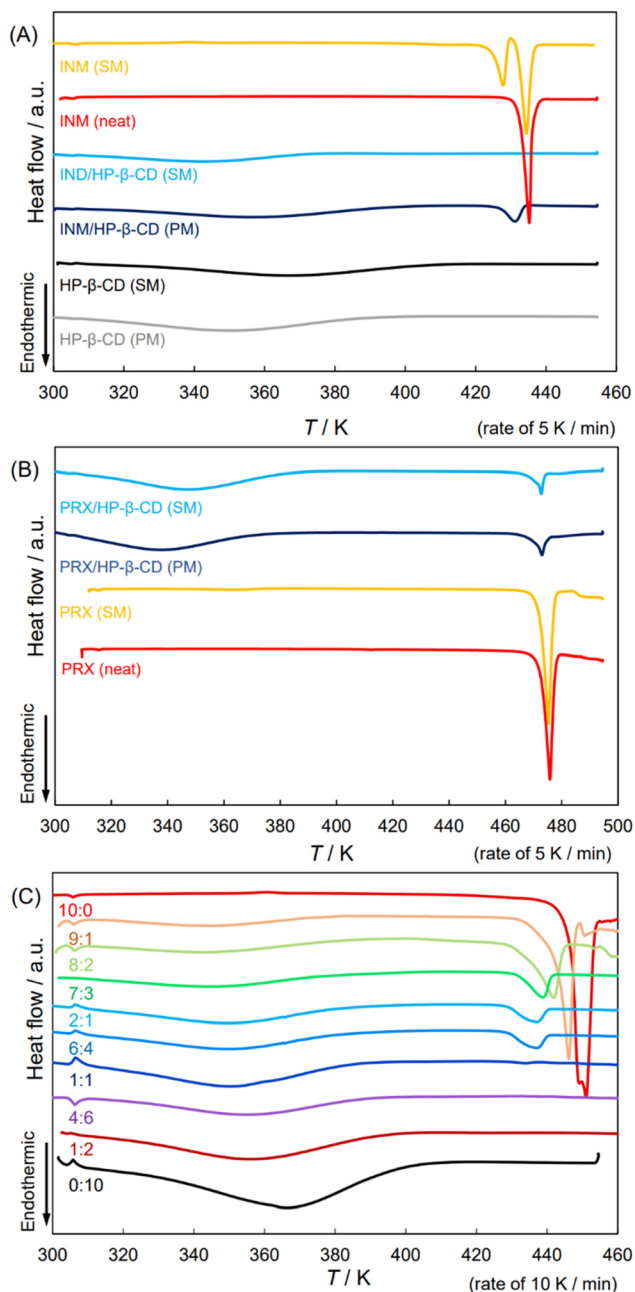 (A)
INM (SM)
INM (neat)
IND/HP-β-CD (SM)
INM/HP-β-CD (PM)
HP-β-CD (SM)
HP-β-CD (PM)
Heat flow / a.u.
Endothermic
300 320 340 360 380 400 420 440 460
T / K
(rate of 5 K / min)
(B)
PRX/HP-β-CD (SM)
PRX/HP-β-CD (PM)
PRX (SM)
PRX (neat)
Heat flow / a.u.
Endothermic
300 320 340 360 380 400 420 440 460 480 500
T / K
(rate of 5 K / min)
(C)
10:0
9:1
8:2
7:3
2:1
6:4
1:1
4:6
1:2
0:10
Heat flow / a.u.
Endothermic
300 320 340 360 380 400 420 440 460
T / K
(rate of 10 K / min)